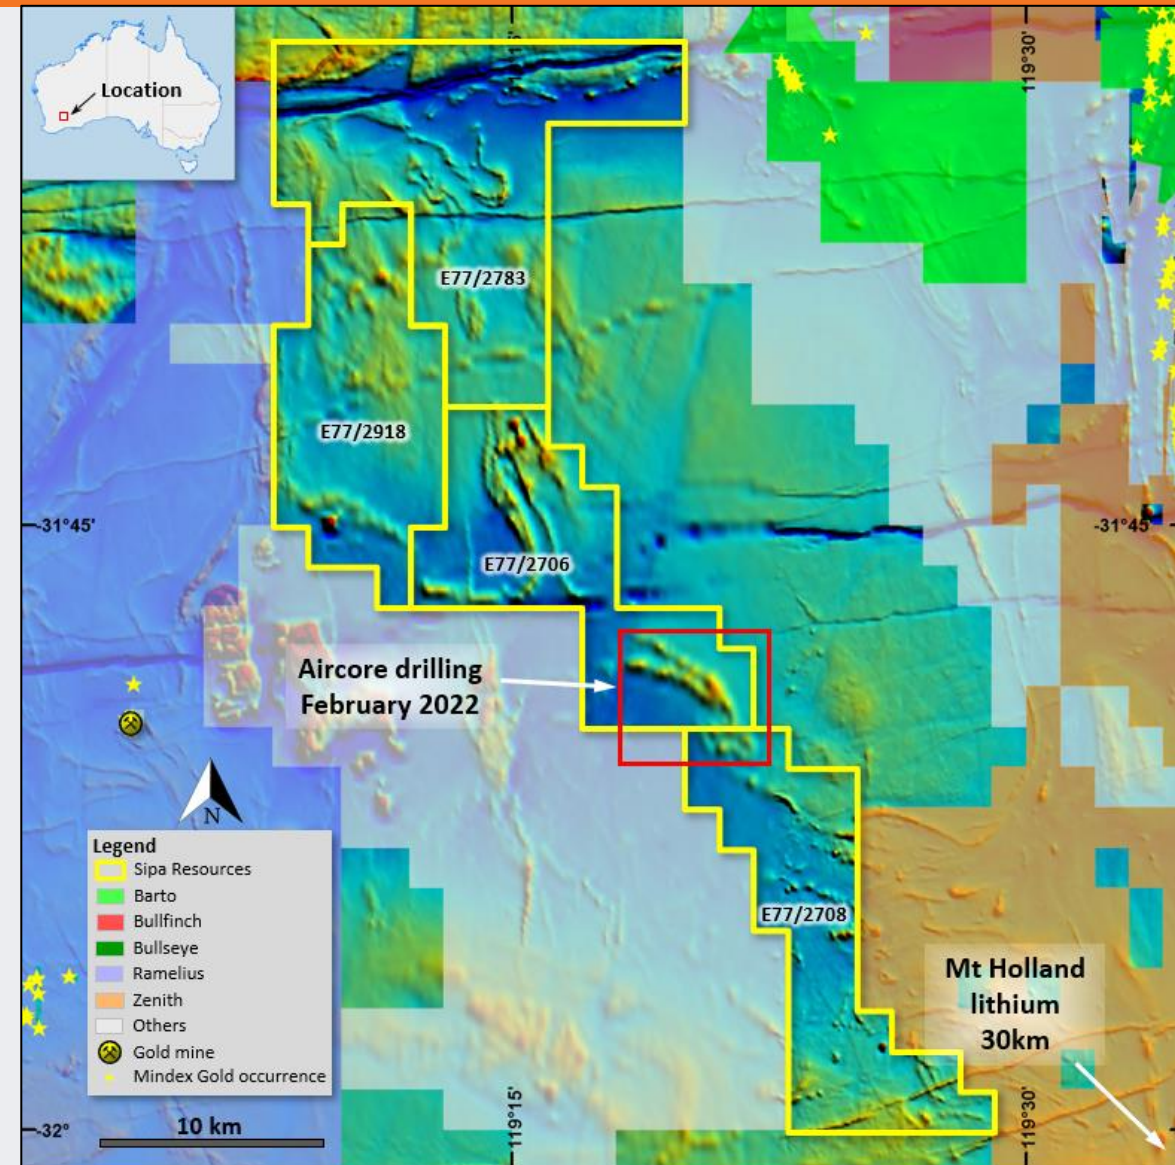 Location
119°30'
E77/2783
E77/2918
-31°45'
-31°45'
E77/2706
Aircore drilling
February 2022
E77/2708
Mt Holland
lithium
30km
N
Legend
Sipa Resources
Barto
Bullfinch
Bullseye
Ramelius
Zenith
Others
Gold mine
Mindex Gold occurrence
10 km
-32°
119°15'
119°30'